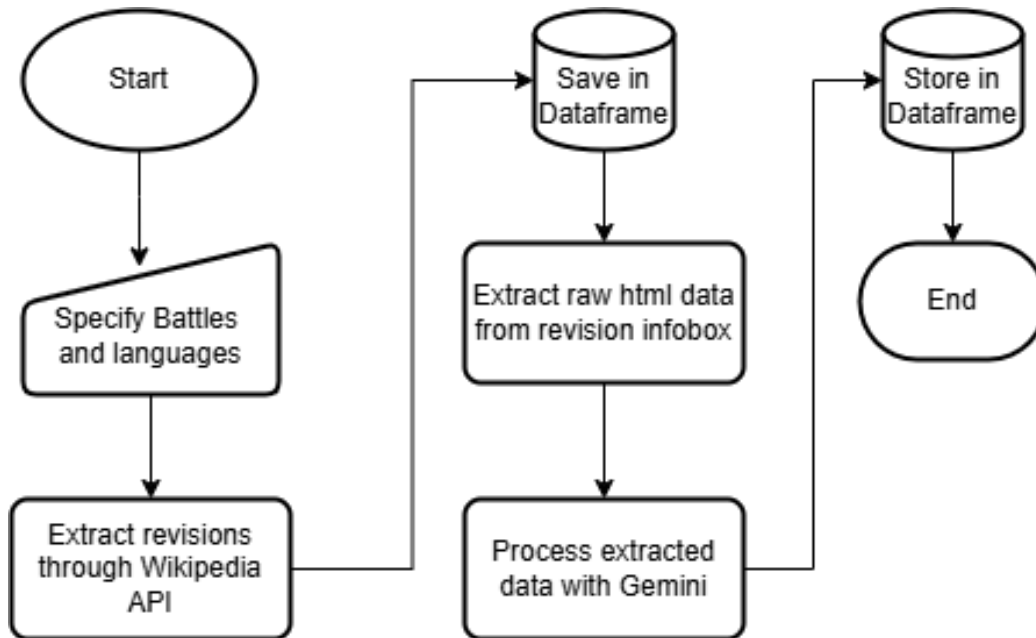 Start
Specify Battles
and languages
Extract revisions
through Wikipedia
API
Save in
Dataframe
Extract raw html data
from revision infobox
Process extracted
data with Gemini
Store in
Dataframe
End